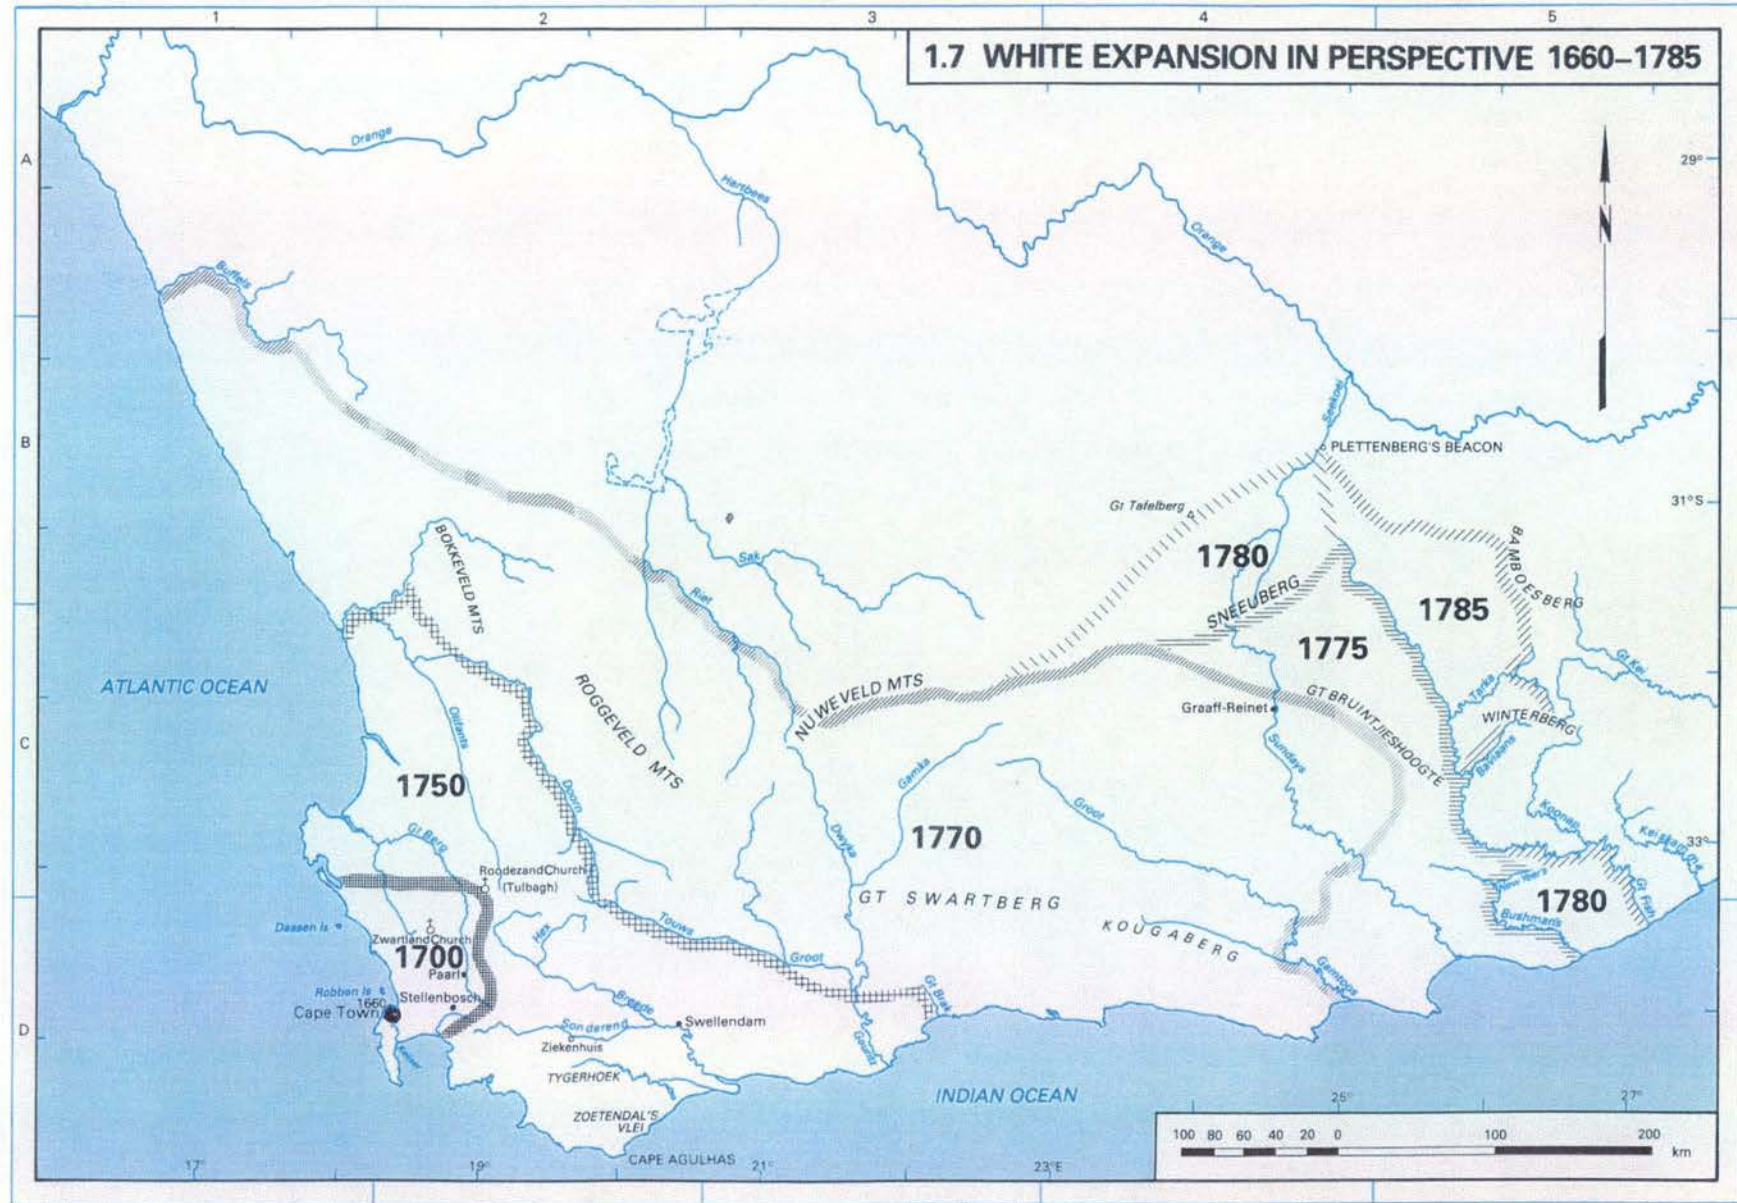 1
2
3
4
5
1.7 WHITE EXPANSION IN PERSPECTIVE 1660–1785
A
29°
N
Orange
Hartbees
Orange
Buffels
B
Seekoei
PLETTENBERG'S BEACON
31°S
Gt Tafelberg
BAMBOESBERG
1780
Sak
BOKKEVELD MTS
Riet
SNEEUBERG
1785
1775
Gt Kei
ATLANTIC OCEAN
ROGGEVELD MTS
NUWEVELD MTS
Tarka
GT BRUINTJIESHOOGTE
Graaff-Reinet
WINTERBERG
Olifants
C
Sundays
Baviaans
1750
Doorn
Gamka
Groot
Koonap
Keiskamma
Gt Berg
Dwyka
1770
33°
Roodezand Church
(Tulbagh)
New Year's
Gt Fish
GT SWARTBERG
1780
Bushman's
Dassen Is
Zwartland Church
Hex
Touws
KOUGABERG
1700
Groot
Paarl
Gamtoos
Robben Is
Stellenbosch
Breede
Gt Brak
1660
Cape Town
Swellendam
D
Sonderend
Ziekenhuis
Gourits
TYGERHOEK
INDIAN OCEAN
25°
27°
ZOETENDAL'S
VLEI
100 80 60 40 20 0 100 200
km
CAPE AGULHAS
17°
19°
21°
23°E